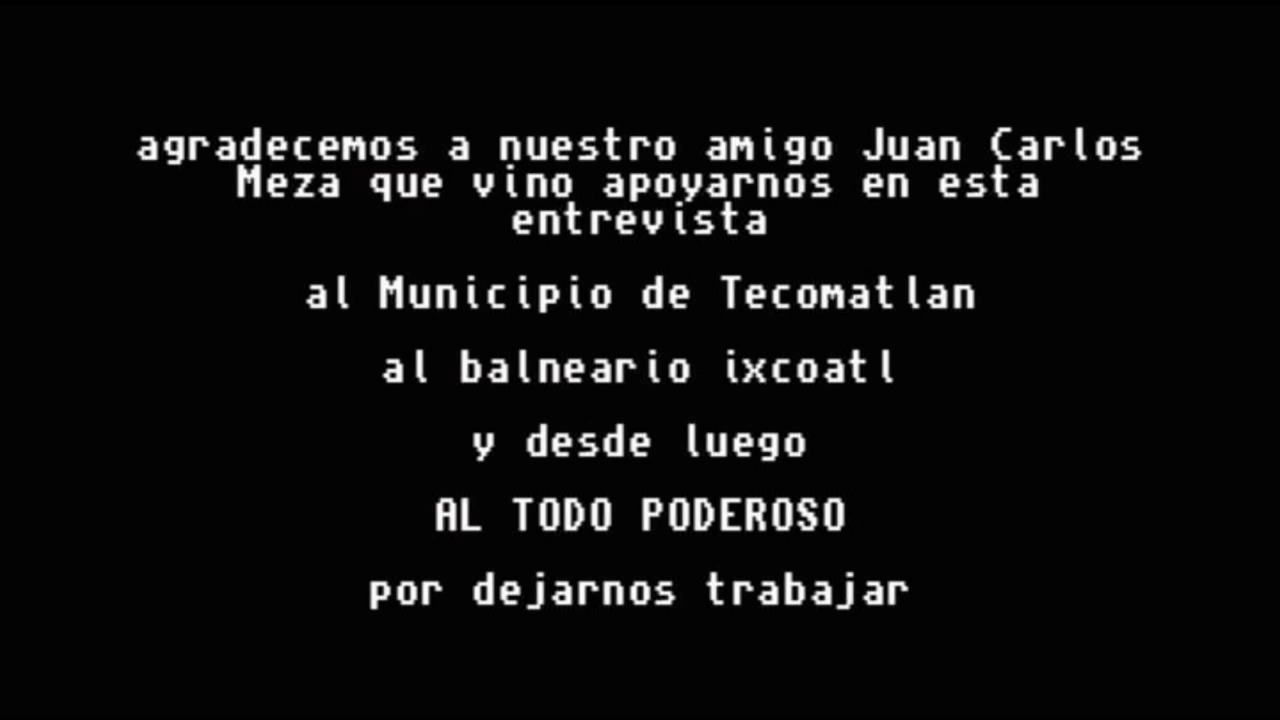 agradecemos a nuestro amigo Juan Carlos
Meza que vino apoyarnos en esta
entrevista
al Municipio de Tecomatlan
al balneario ixcoatl
y desde luego
AL TODO PODEROSO
por dejarnos trabajar